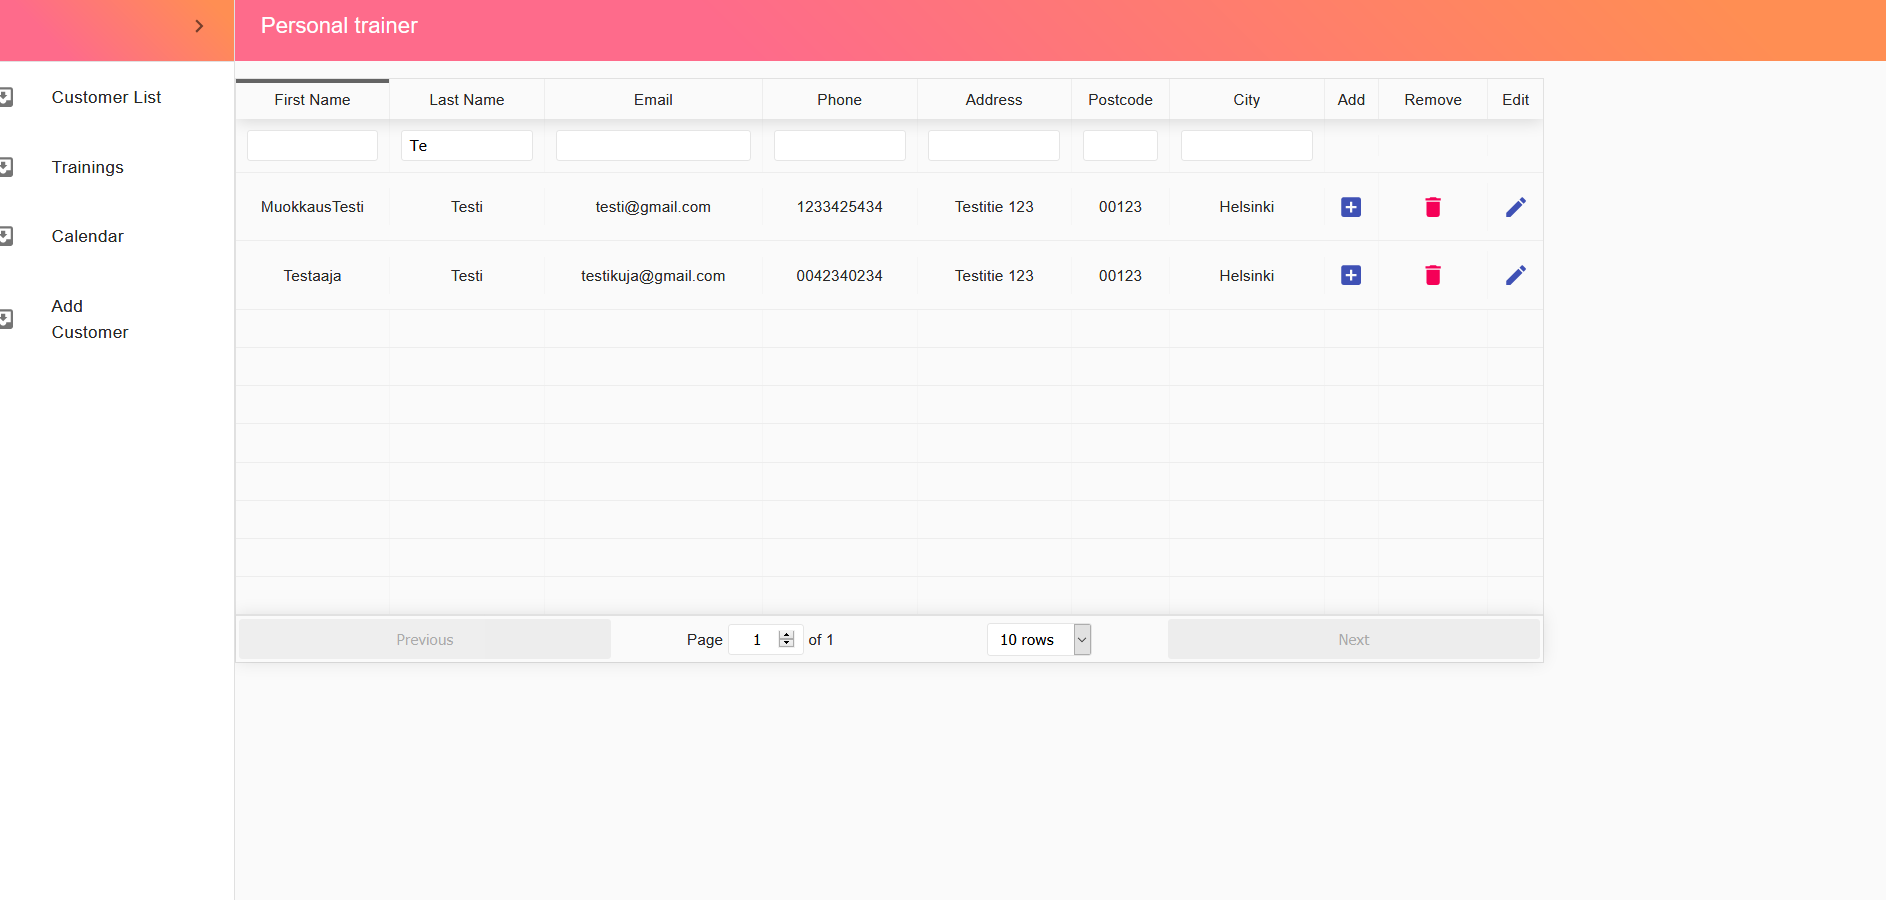 Personal trainer
Customer List
Trainings
Calendar
Add
Customer
First Name Last Name Email Phone Address Postcode City Add Remove Edit
Te
MuokkausTesti Testi testi@gmail.com 1233425434 Testitie 123 00123 Helsinki
Testaaja Testi testikuja@gmail.com 0042340234 Testitie 123 00123 Helsinki
Previous Page 1 of 1 10 rows Next